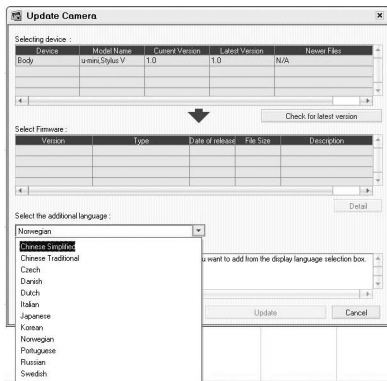 Update Camera
Selecting device :
Device Model Name Current Version Latest Version Newer Files
Body u-mini,Stylus V 1.0 1.0 N/A
Check for latest version
Select Firmware :
Version Type Date of release File Size Description
Detail
Select the additional language :
Norwegian
Chinese Simplified
u want to add from the display language selection box.
Chinese Traditional
Czech
Danish
Dutch
Italian
Japanese
Korean
Norwegian
Portuguese
Russian
Swedish
Update Cancel